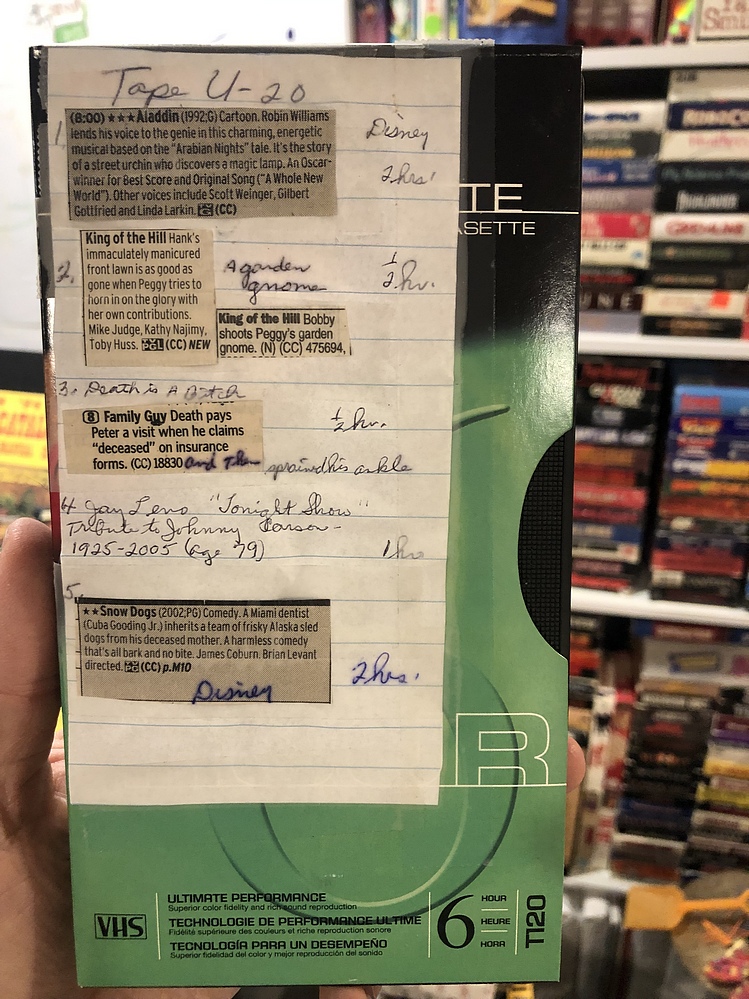 Tape U-20
1.
(8:00) ★★★Aladdin (1992;G) Cartoon. Robin Williams
lends his voice to the genie in this charming, energetic
musical based on the "Arabian Nights" tale. It's the story
of a street urchin who discovers a magic lamp. An Oscar-
winner for Best Score and Original Song ("A Whole New
World"). Other voices include Scott Weinger, Gilbert
Gottfried and Linda Larkin. (CC)
Disney
2hrs.
2.
King of the Hill Hank's
immaculately manicured
front lawn is as good as
gone when Peggy tries to
horn in on the glory with
her own contributions.
Mike Judge, Kathy Najimy,
Toby Huss. (CC) NEW
A garden
gnome
1/2 hr.
King of the Hill Bobby
shoots Peggy's garden
gnome. (N) (CC) 475694,
3. Death is A Bitch
(8) Family Guy Death pays
Peter a visit when he claims
"deceased" on insurance
forms. (CC) 18830 and then spraind his ankle
1/2 hr.
4 Jay Leno "Tonight Show"
Tribute to Johnny Carson-
1925-2005 (age 79)
1hr
5.
★★Snow Dogs (2002;PG) Comedy. A Miami dentist
(Cuba Gooding Jr.) inherits a team of frisky Alaska sled
dogs from his deceased mother. A harmless comedy
that's all bark and no bite. James Coburn. Brian Levant
directed. (CC) p.M10
Disney
2hrs.
TE
ASETTE
R
VHS
ULTIMATE PERFORMANCE
Superior color fidelity and rich sound reproduction
TECHNOLOGIE DE PERFORMANCE ULTIME
Fidélité supérieure des couleurs et riche reproduction sonore
TECNOLOGÍA PARA UN DESEMPEÑO
Superior fidelidad del color y mejor reproducción del sonido
6
HOUR
HEURE
HORA
T120
GREMLINS